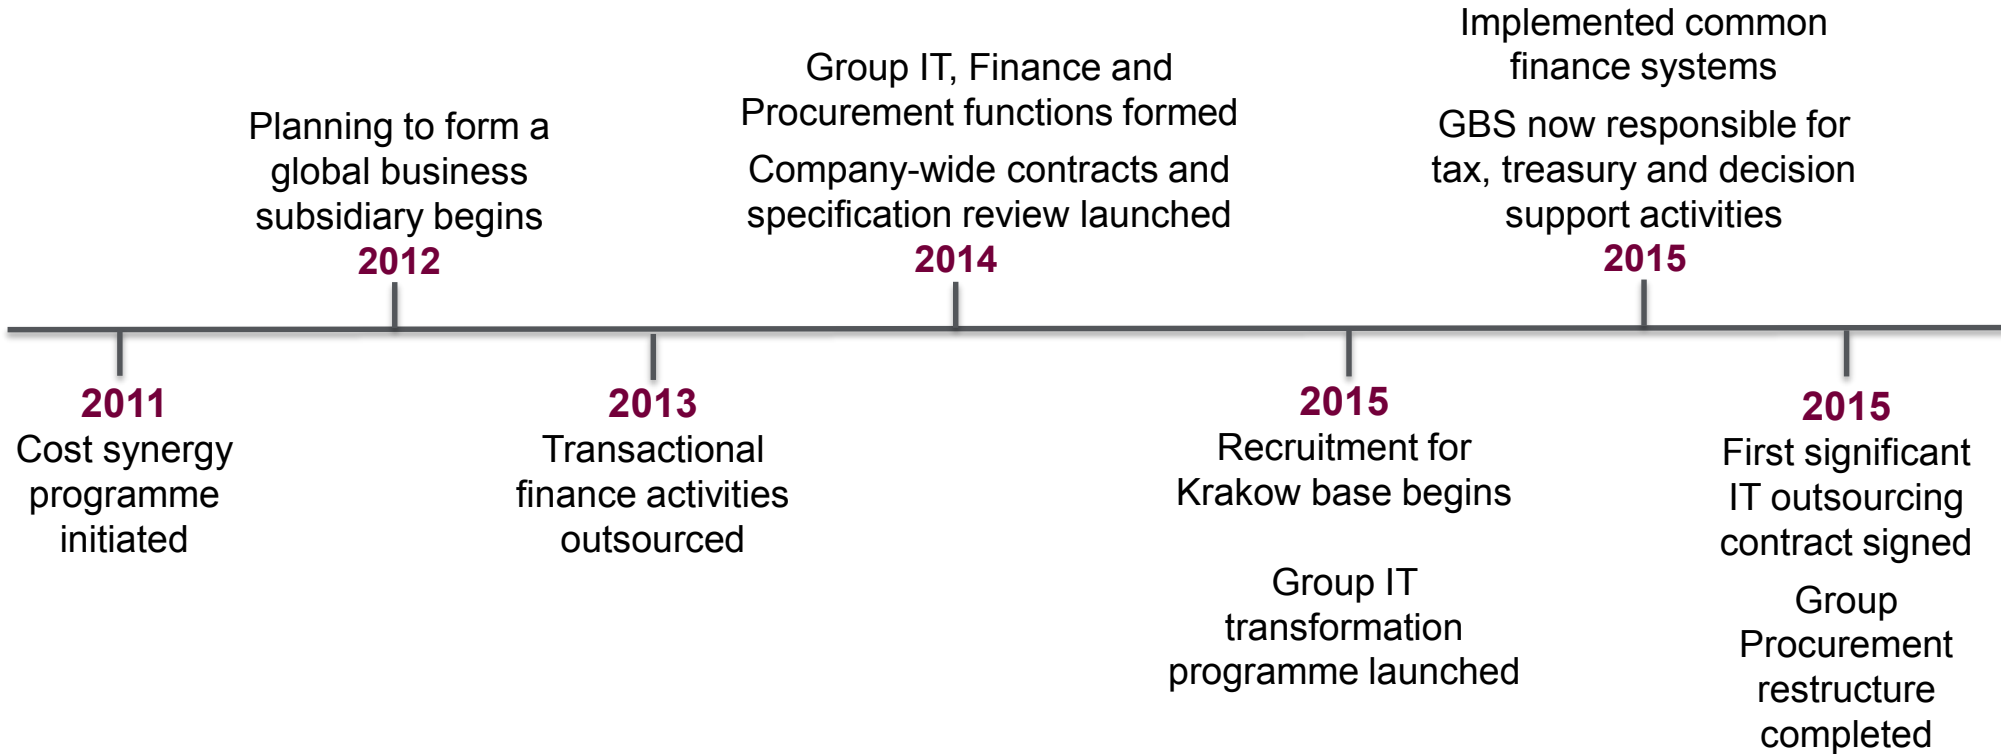 Planning to form a
global business
subsidiary begins
2012
Group IT, Finance and
Procurement functions formed
Company-wide contracts and
specification review launched
2014
Implemented common
finance systems
GBS now responsible for
tax, treasury and decision
support activities
2015
2011
Cost synergy
programme
initiated
2013
Transactional
finance activities
outsourced
2015
Recruitment for
Krakow base begins
Group IT
transformation
programme launched
2015
First significant
IT outsourcing
contract signed
Group
Procurement
restructure
completed